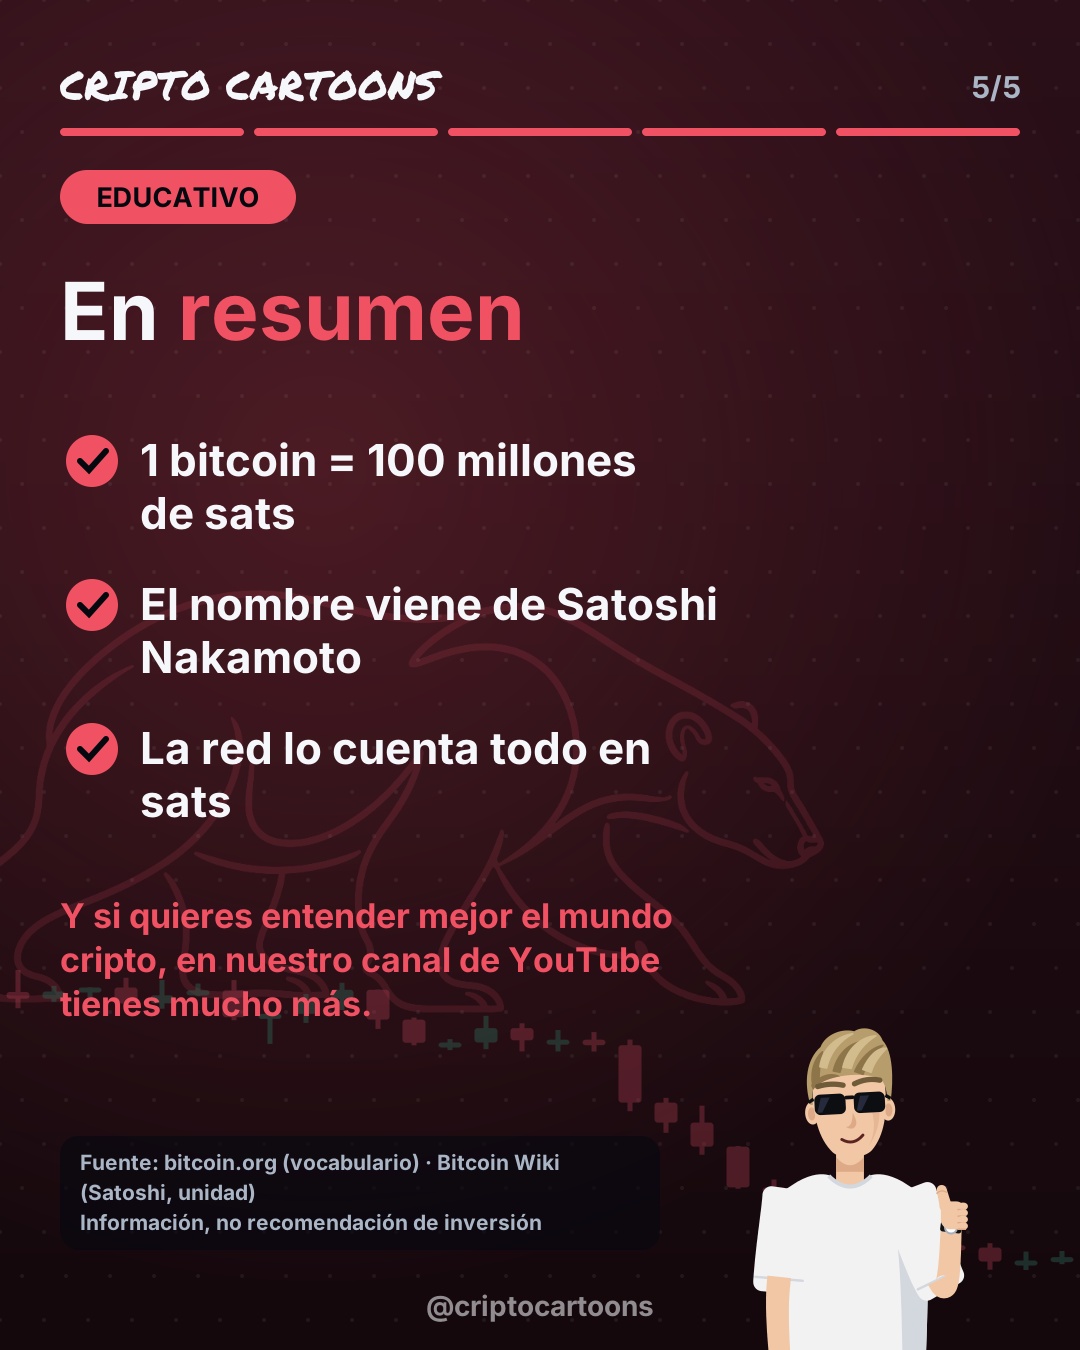 CRIPTO CARTOONS
5/5
EDUCATIVO
En resumen
1 bitcoin = 100 millones
de sats
El nombre viene de Satoshi
Nakamoto
La red lo cuenta todo en
sats
Y si quieres entender mejor el mundo
cripto, en nuestro canal de YouTube
tienes mucho más.
Fuente: bitcoin.org (vocabulario) · Bitcoin Wiki
(Satoshi, unidad)
Información, no recomendación de inversión
@criptocartoons